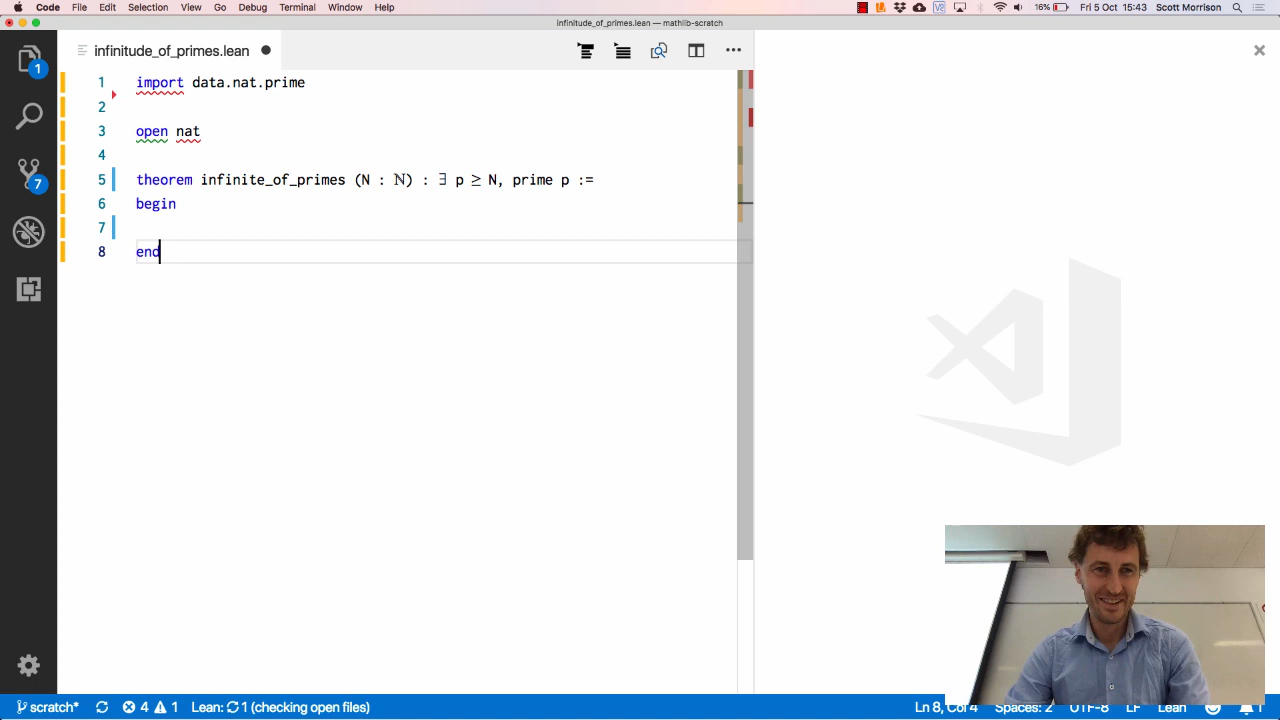 Code File Edit Selection View Go Debug Terminal Window Help 16% Fri 5 Oct 15:43 Scott Morrison
infinitude_of_primes.lean — mathlib-scratch
infinitude_of_primes.lean
1 import data.nat.prime
2
3 open nat
4
5 theorem infinite_of_primes (N : ℕ) : ∃ p ≥ N, prime p :=
6 begin
7
8 end
1
7
scratch* 4 1 Lean: 1 (checking open files) Ln 8, Col 4 Spaces: 2 UTF-8 LF Lean 1